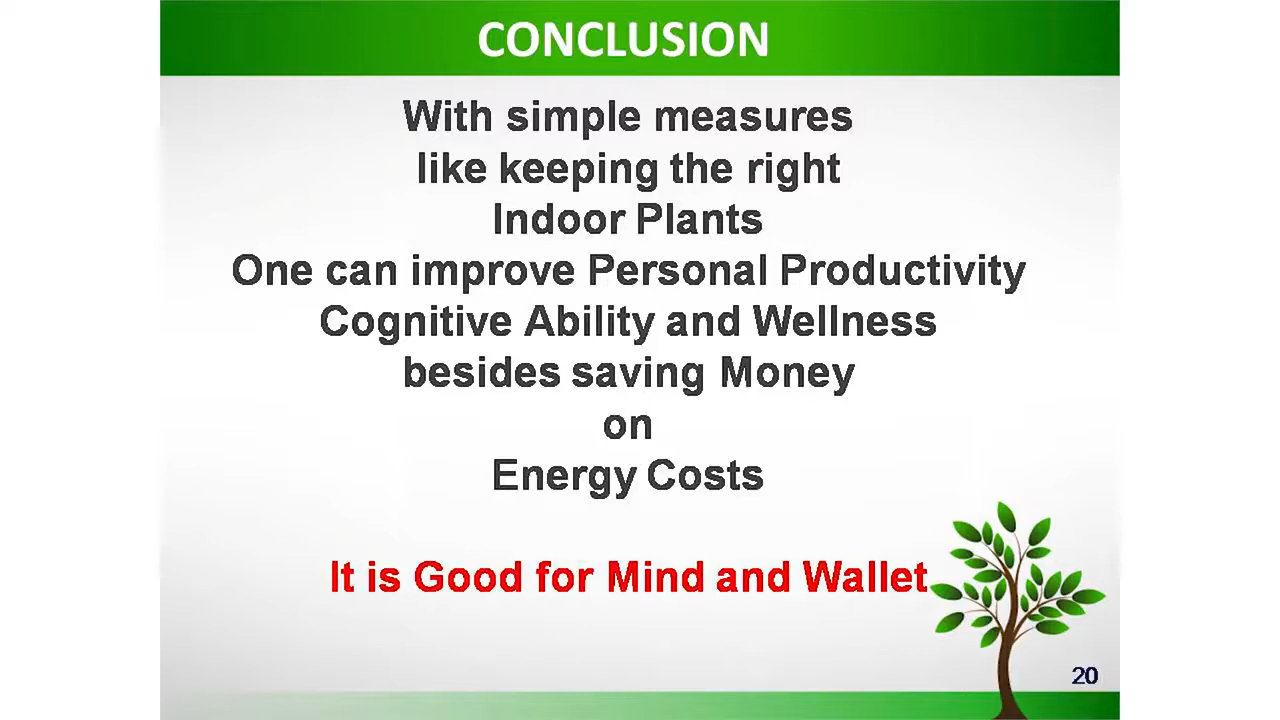 CONCLUSION
With simple measures
like keeping the right
Indoor Plants
One can improve Personal Productivity
Cognitive Ability and Wellness
besides saving Money
on
Energy Costs
It is Good for Mind and Wallet
20